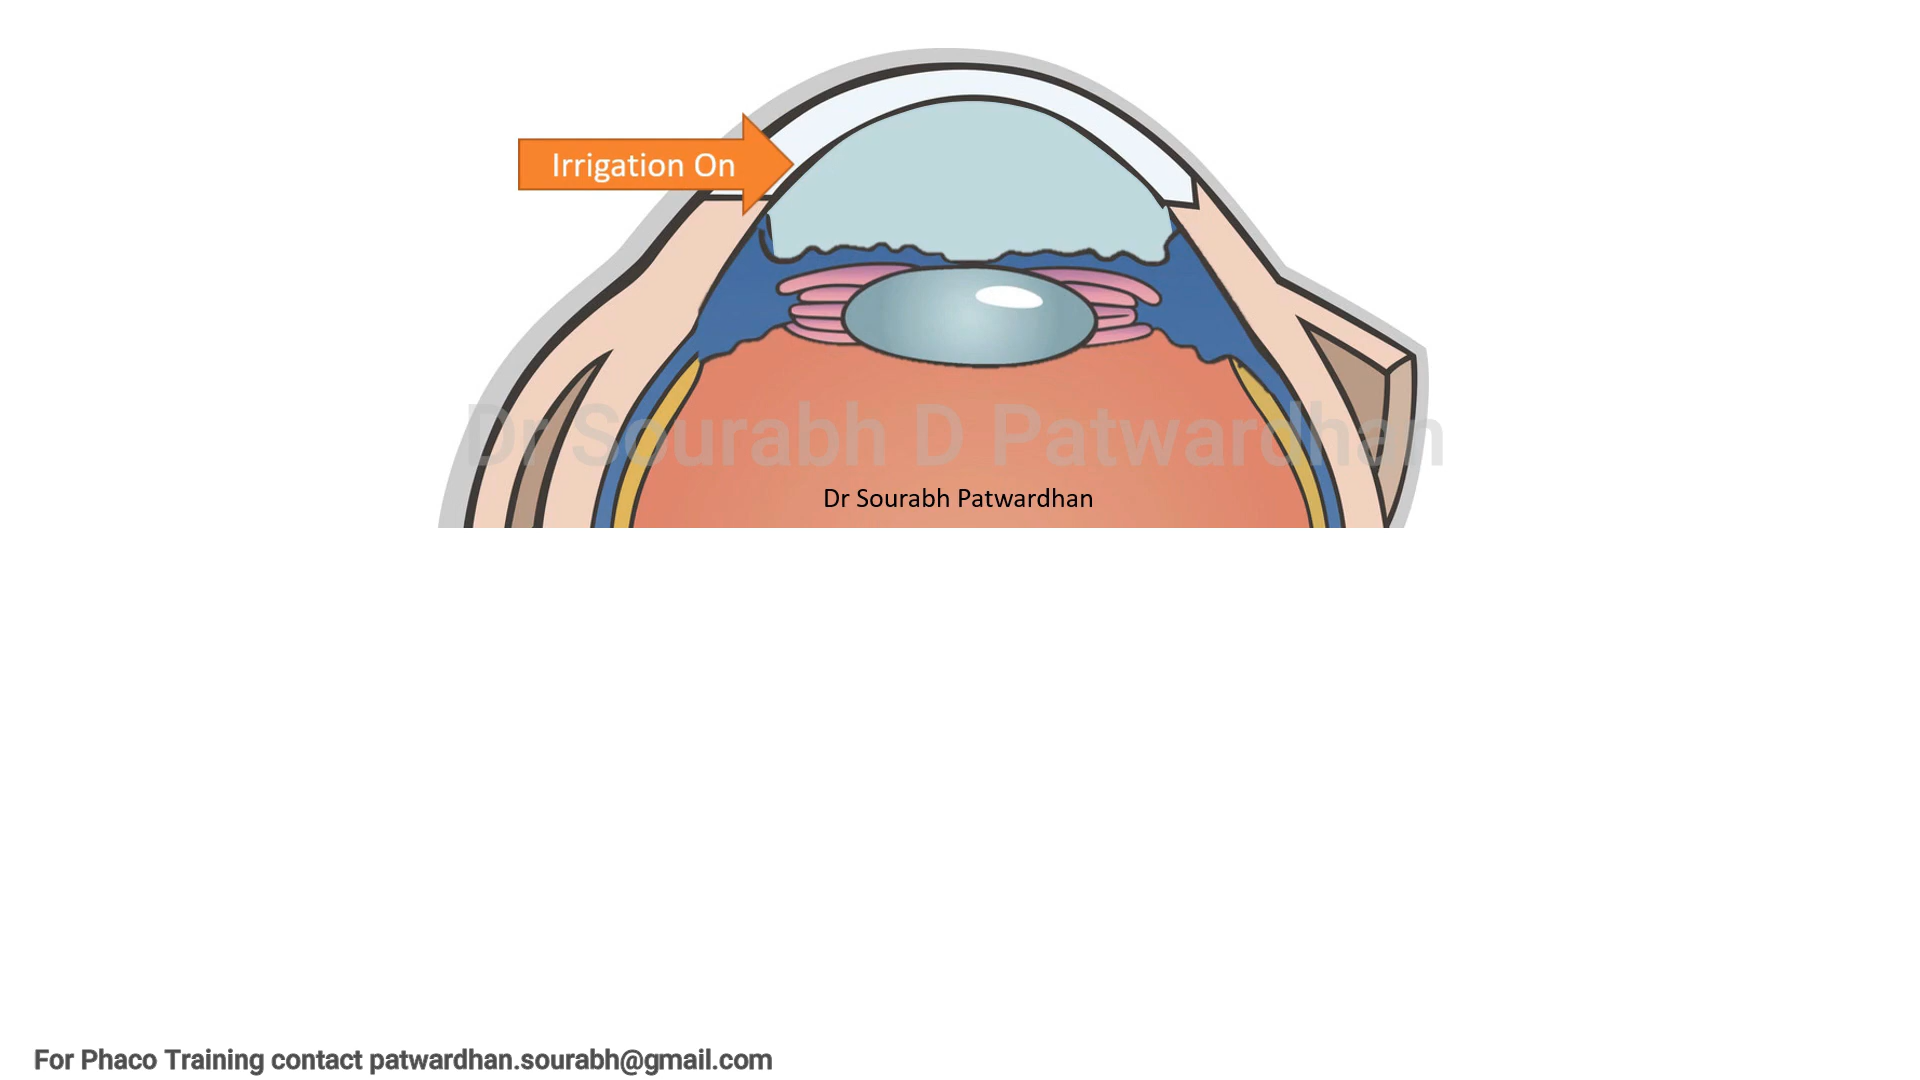 Irrigation On
Dr Sourabh D Patwardhan
Dr Sourabh Patwardhan
For Phaco Training contact patwardhan.sourabh@gmail.com